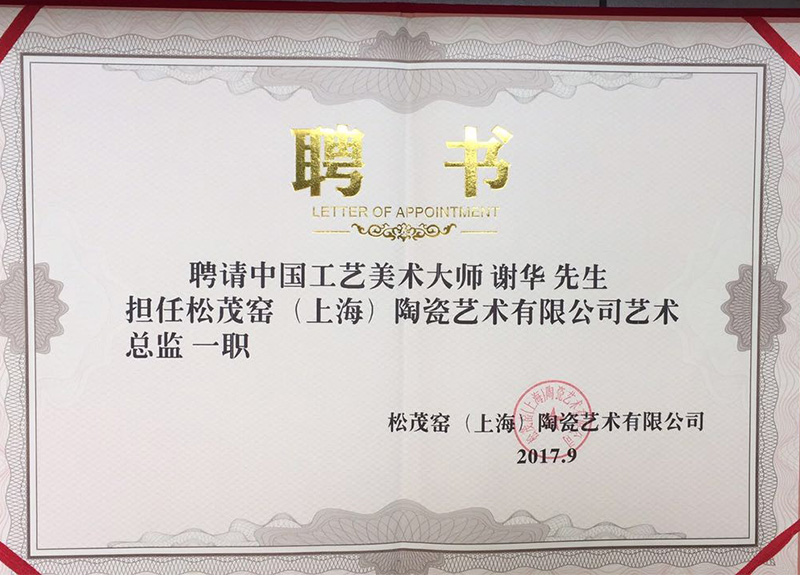 聘 书
LETTER OF APPOINTMENT
聘请中国工艺美术大师 谢华 先生
担任松茂窑（上海）陶瓷艺术有限公司艺术
总监 一职
松茂窑（上海）陶瓷艺术有限公司
2017.9